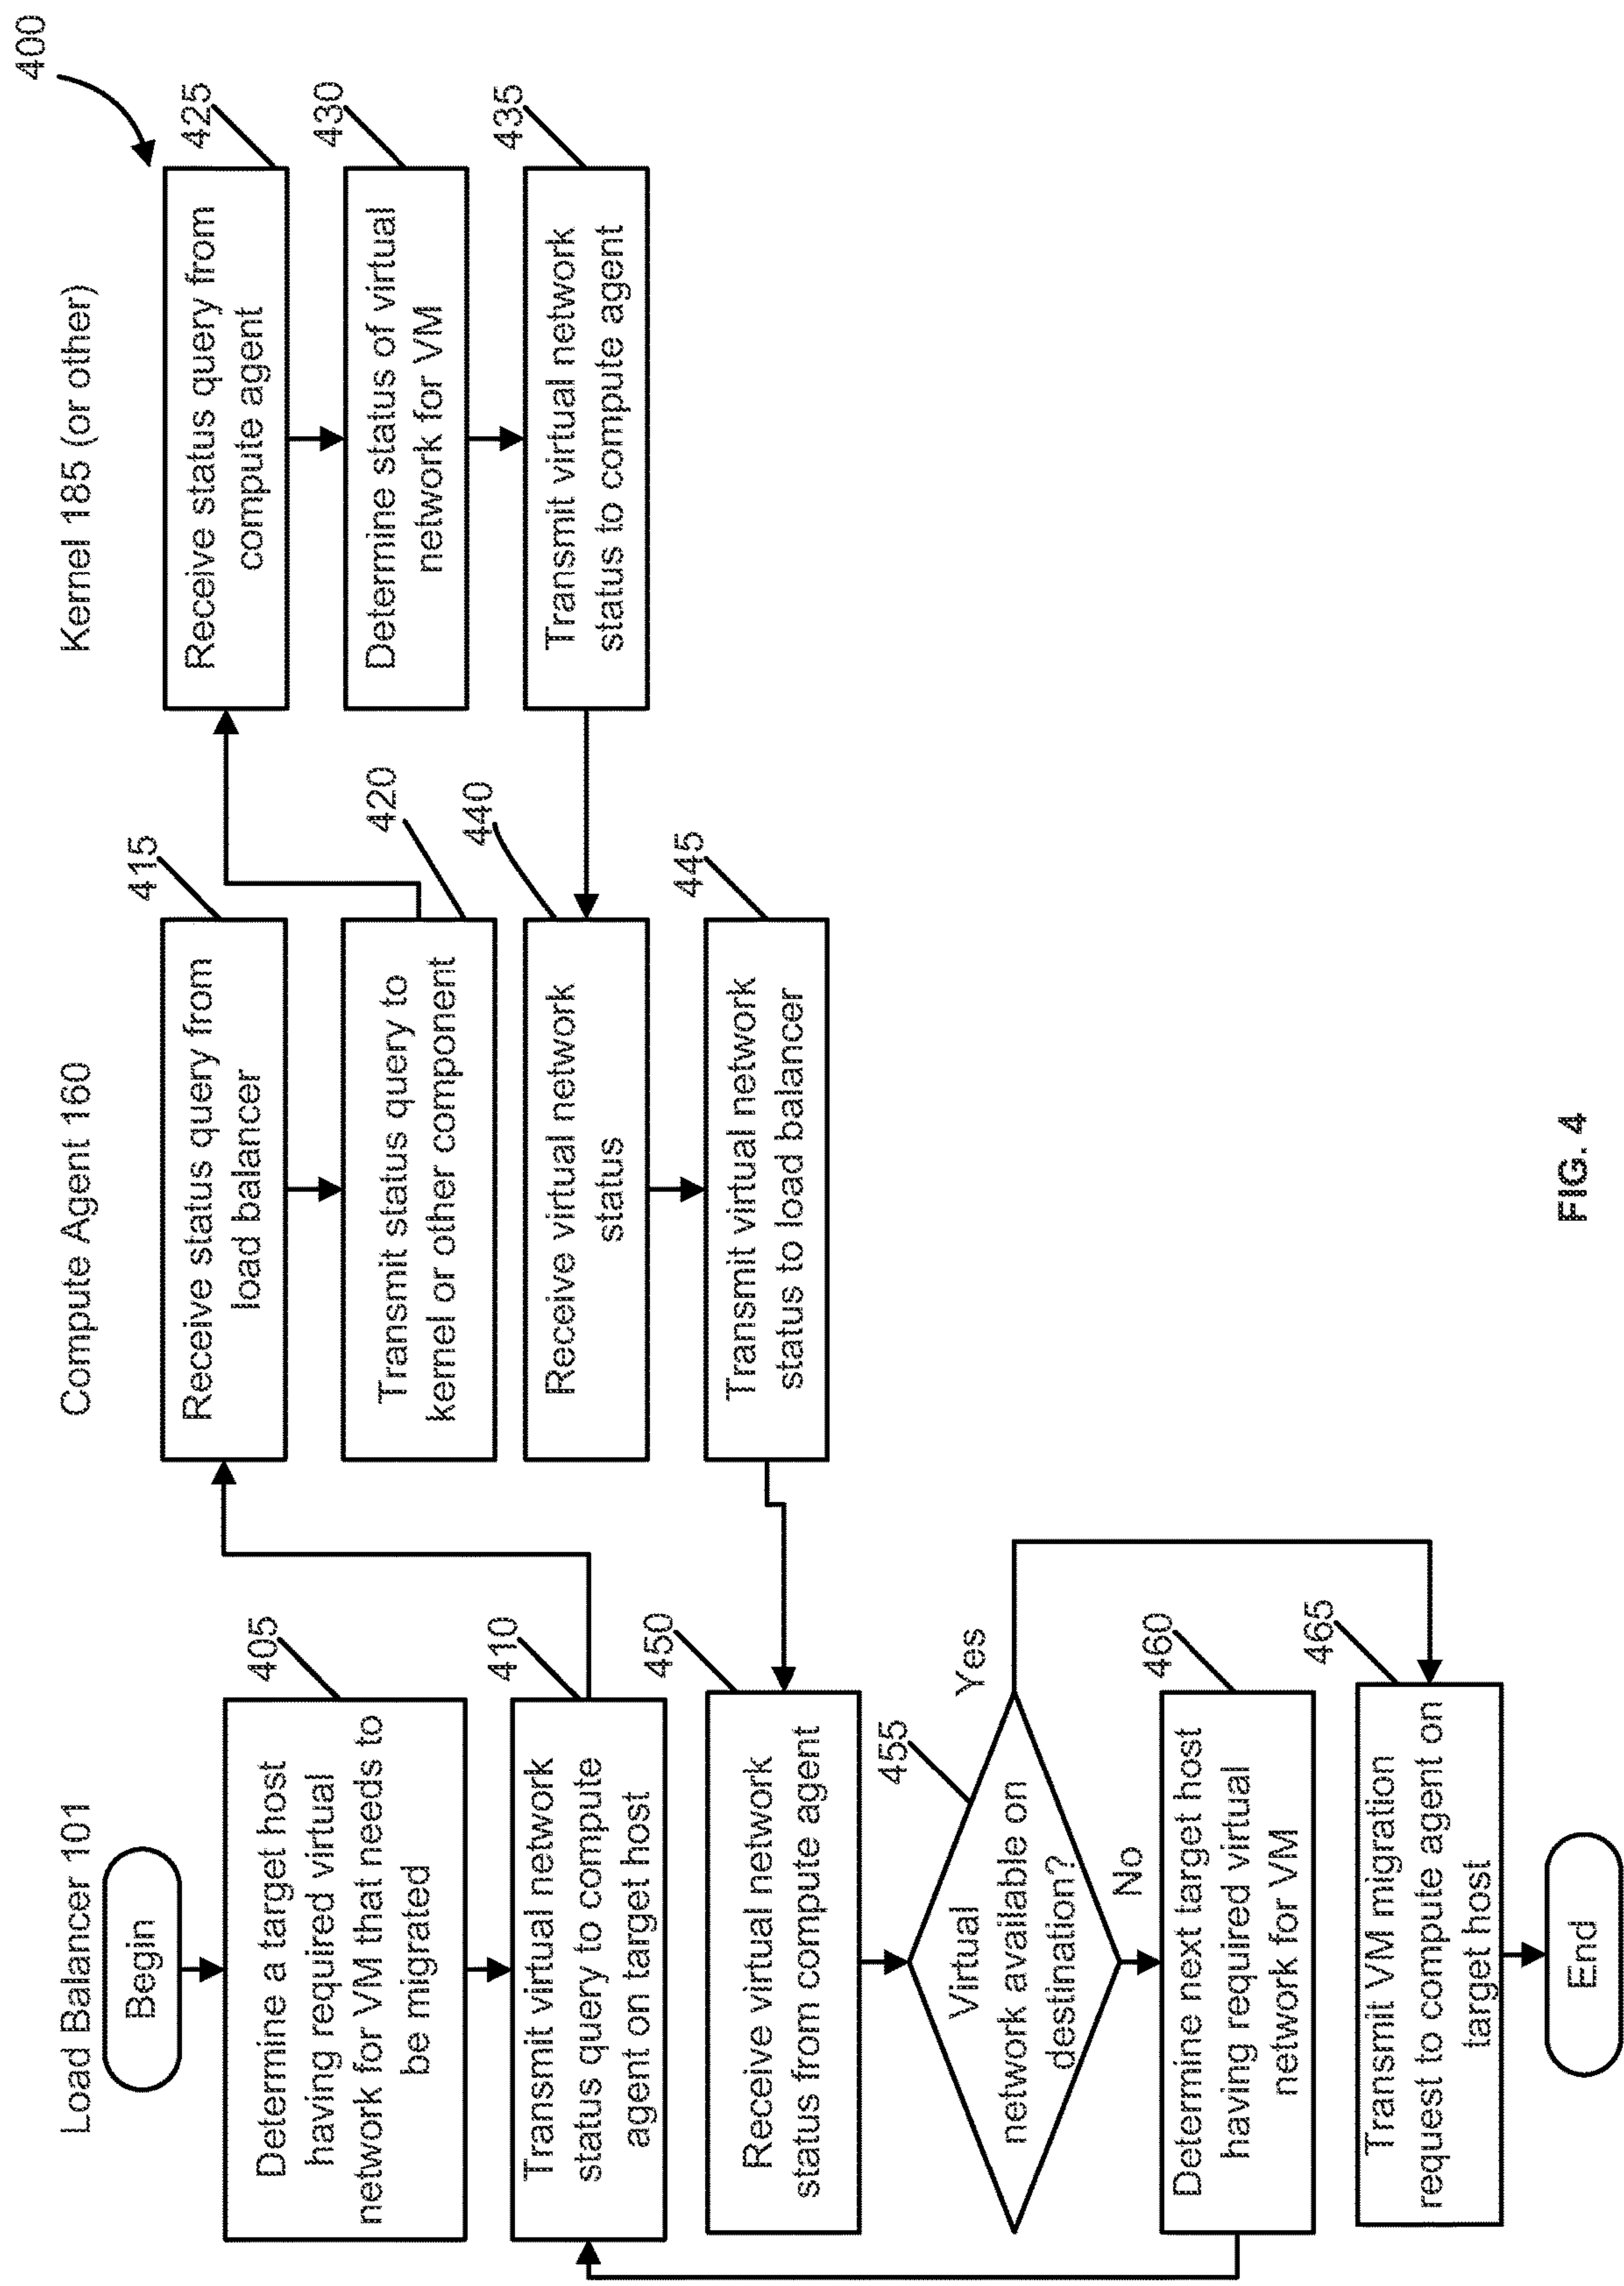 400
Load Balancer 101
Compute Agent 160
Kernel 185 (or other)
Begin
405
Determine a target host
having required virtual
network for VM that needs to
be migrated
410
Transmit virtual network
status query to compute
agent on target host
415
Receive status query from
load balancer
420
Transmit status query to
kernel or other component
425
Receive status query from
compute agent
430
Determine status of virtual
network for VM
435
Transmit virtual network
status to compute agent
440
Receive virtual network
status
445
Transmit virtual network
status to load balancer
450
Receive virtual network
status from compute agent
455
Virtual
network available on
destination?
Yes
No
460
Determine next target host
having required virtual
network for VM
465
Transmit VM migration
request to compute agent on
target host
End
FIG. 4